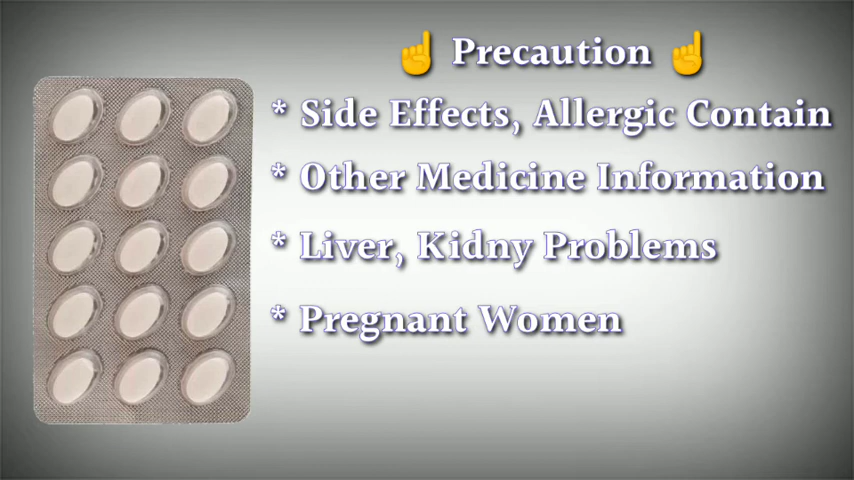 ☝ Precaution ☝
* Side Effects, Allergic Contain
* Other Medicine Information
* Liver, Kidny Problems
* Pregnant Women